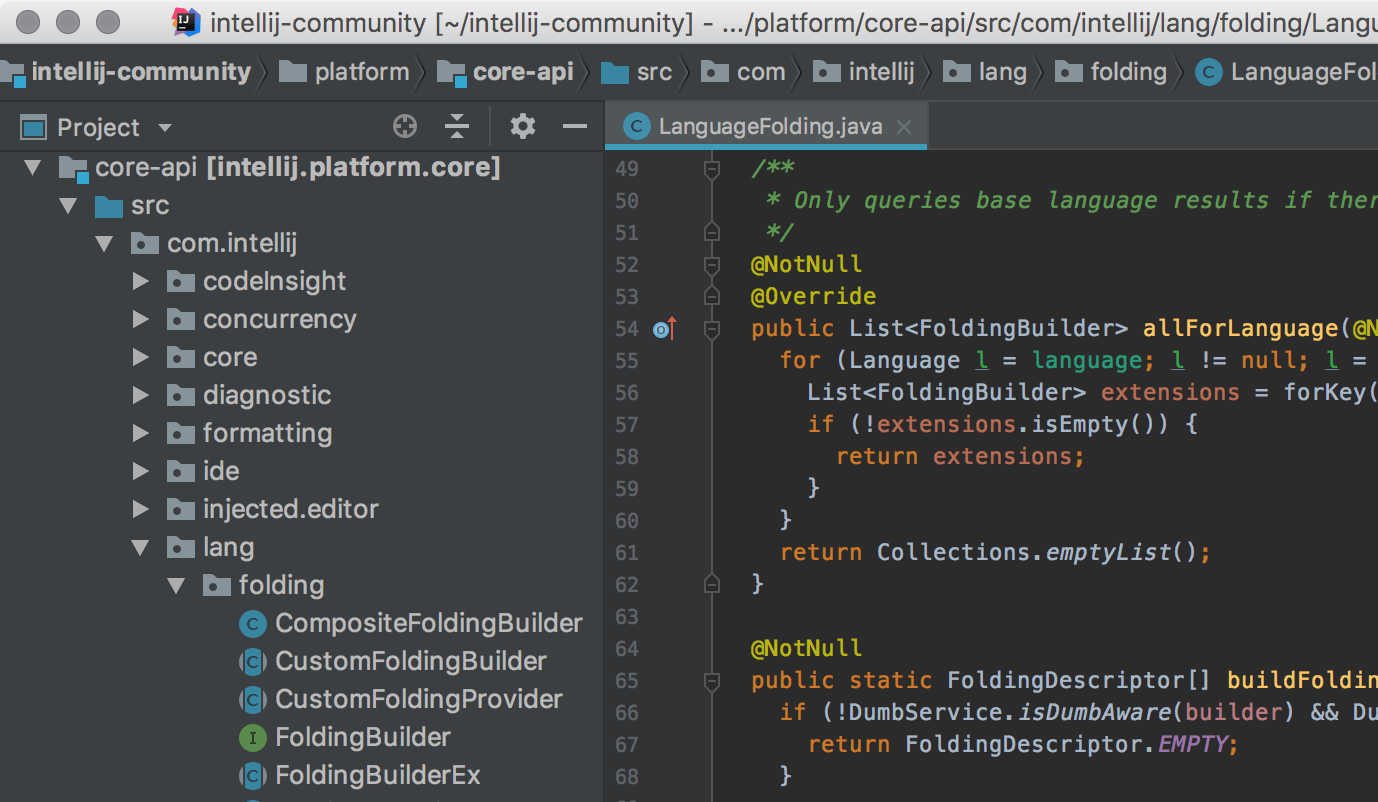 intellij-community [~/intellij-community] - .../platform/core-api/src/com/intellij/lang/folding/Langu
intellij-community platform core-api src com intellij lang folding LanguageFol
Project
core-api [intellij.platform.core]
src
com.intellij
codeInsight
concurrency
core
diagnostic
formatting
ide
injected.editor
lang
folding
CompositeFoldingBuilder
CustomFoldingBuilder
CustomFoldingProvider
FoldingBuilder
FoldingBuilderEx
LanguageFolding.java
49 /**
50 * Only queries base language results if ther
51 */
52 @NotNull
53 @Override
54 public List<FoldingBuilder> allForLanguage(@N
55 for (Language l = language; l != null; l =
56 List<FoldingBuilder> extensions = forKey(
57 if (!extensions.isEmpty()) {
58 return extensions;
59 }
60 }
61 return Collections.emptyList();
62 }
63
64 @NotNull
65 public static FoldingDescriptor[] buildFoldin
66 if (!DumbService.isDumbAware(builder) && Du
67 return FoldingDescriptor.EMPTY;
68 }